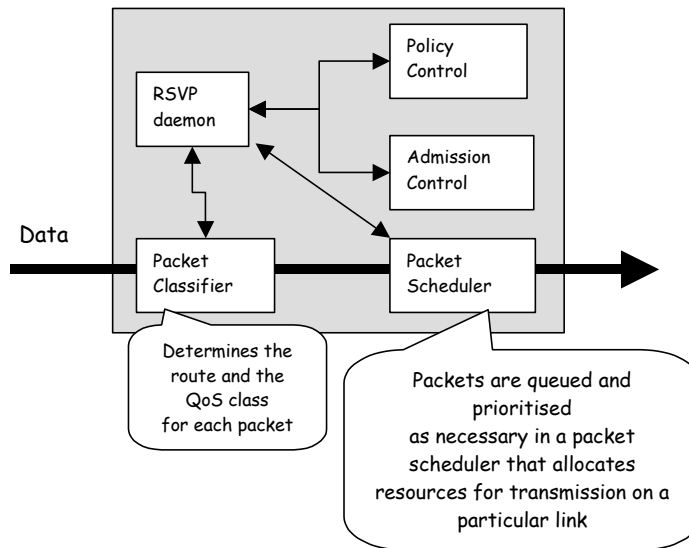 Policy
Control
RSVP
daemon
Admission
Control
Data
Packet
Classifier
Packet
Scheduler
Determines the
route and the
QoS class
for each packet
Packets are queued and
prioritised
as necessary in a packet
scheduler that allocates
resources for transmission on a
particular link